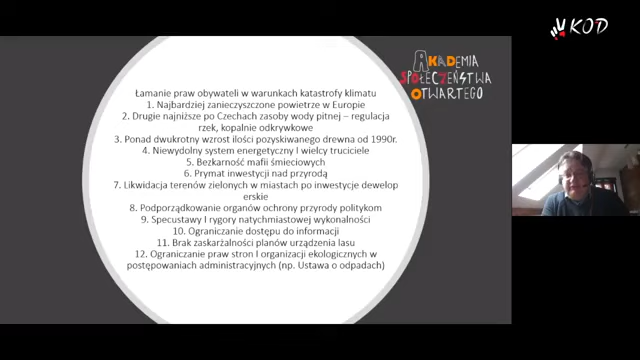 KOD
AKADEMIA
SPOŁECZEŃSTWA
OTWARTEGO
Łamanie praw obywateli w warunkach katastrofy klimatu
1. Najbardziej zanieczyszczone powietrze w Europie
2. Drugie najniższe po Czechach zasoby wody pitnej – regulacja
rzek, kopalnie odkrywkowe
3. Ponad dwukrotny wzrost ilości pozyskiwanego drewna od 1990r.
4. Niewydolny system energetyczny I wielcy truciciele
5. Bezkarność mafii śmieciowych
6. Prymat inwestycji nad przyrodą
7. Likwidacja terenów zielonych w miastach po inwestycje dewelop
erskie
8. Podporządkowanie organów ochrony przyrody politykom
9. Specustawy I rygory natychmiastowej wykonalności
10. Ograniczanie dostępu do informacji
11. Brak zaskarżalności planów urządzenia lasu
12. Ograniczanie praw stron I organizacji ekologicznych w
postępowaniach administracyjnych (np. Ustawa o odpadach)